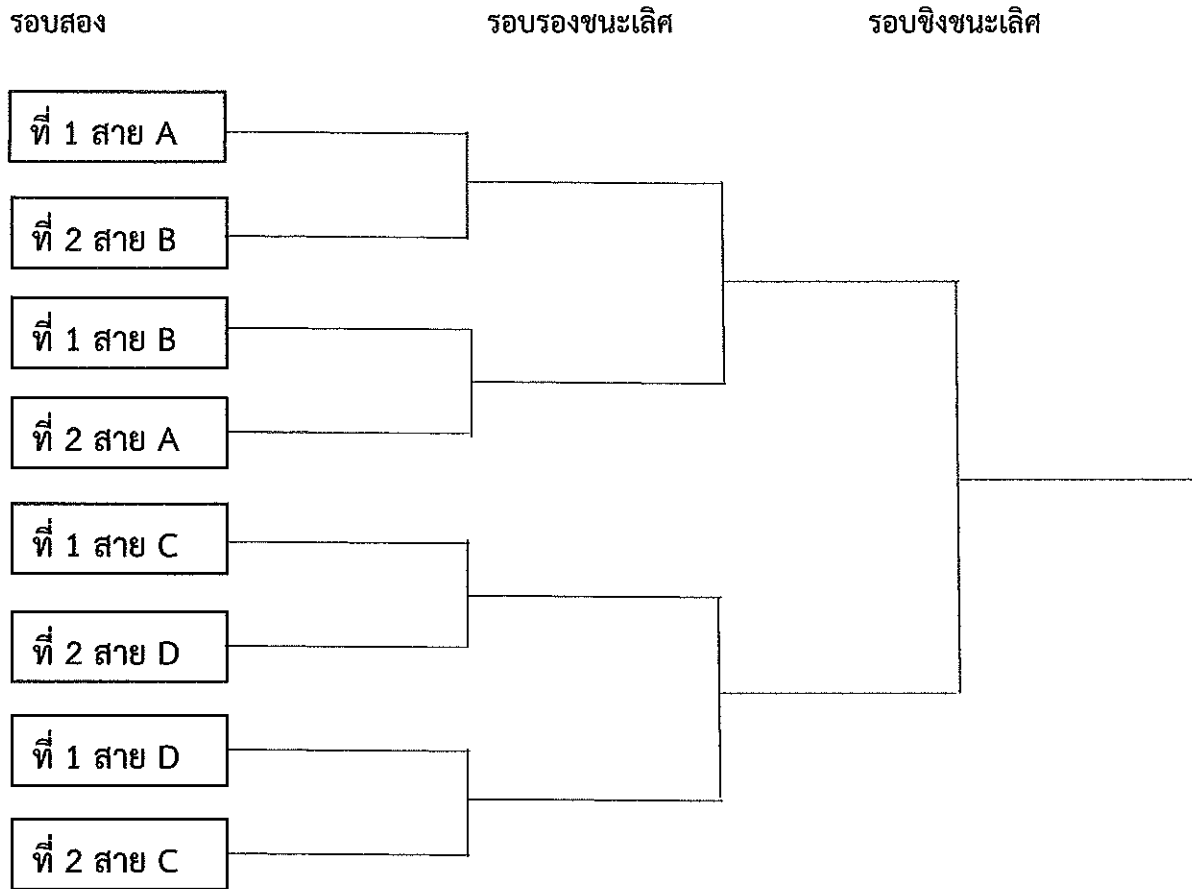 รอบสอง รอบรองชนะเลิศ รอบชิงชนะเลิศ
ที่ 1 สาย A
ที่ 2 สาย B
ที่ 1 สาย B
ที่ 2 สาย A
ที่ 1 สาย C
ที่ 2 สาย D
ที่ 1 สาย D
ที่ 2 สาย C